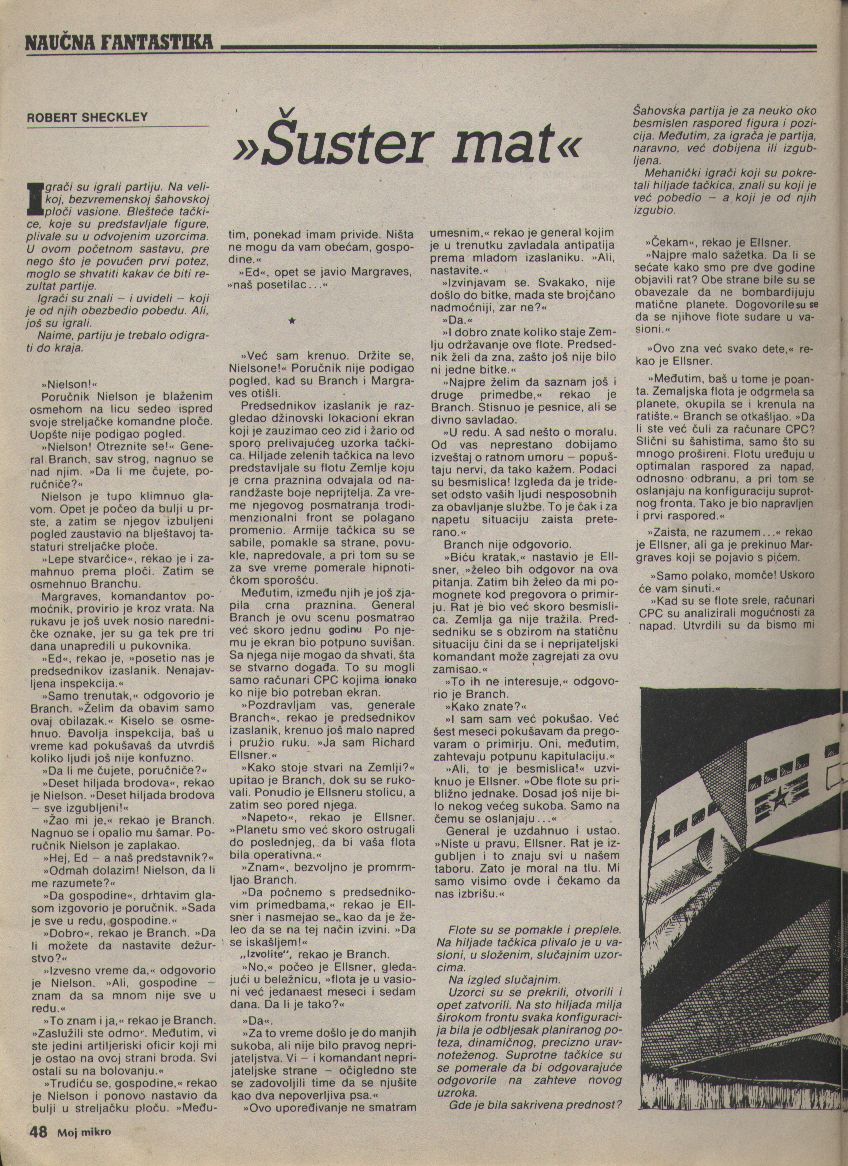 NAUČNA FANTASTIKA
ROBERT SHECKLEY
»Šuster mat«
Igrači su igrali partiju. Na veli-
koj, bezvremenskoj šahovskoj
ploči vasione. Blešteće tački-
ce, koje su predstavljale figure,
plivale su u odvojenim uzorcima.
U ovom početnom sastavu, pre
nego što je povučen prvi potez,
moglo se shvatiti kakav će biti re-
zultat partije.
Igrači su znali – i uvideli – koji
je od njih obezbedio pobedu. Ali,
još su igrali.
Naime, partiju je trebalo odigra-
ti do kraja.
»Nielson!«
Poručnik Nielson je blaženim
osmehom na licu sedeo ispred
svoje streljačke komandne ploče.
Uopšte nije podigao pogled.
»Nielson! Otreznite se!« Gene-
ral Branch, sav strog, nagnuo se
nad njim. »Da li me čujete, po-
ručniče?«
Nielson je tupo klimnuo gla-
vom. Opet je počeo da bulji u pr-
ste, a zatim se njegov izbuljeni
pogled zaustavio na blještavoj ta-
staturi streljačke ploče.
»Lepe stvarčice«, rekao je i za-
mahnuo prema ploči. Zatim se
osmehnuo Branchu.
Margraves, komandantov po-
moćnik, provirio je kroz vrata. Na
rukavu je još uvek nosio naredni-
čke oznake, jer su ga tek pre tri
dana unapredili u pukovnika.
»Ed«, rekao je, »posetio nas je
predsednikov izaslanik. Nenajav-
ljena inspekcija.«
»Samo trenutak,« odgovorio je
Branch. »Želim da obavim samo
ovaj obilazak.« Kiselo se osme-
hnuo. Đavolja inspekcija, baš u
vreme kad pokušavaš da utvrdiš
koliko ljudi još nije konfuzno.
»Da li me čujete, poručniče?«
»Deset hiljada brodova«, rekao
je Nielson. »Deset hiljada brodova
– sve izgubljeni!«
»Žao mi je,« rekao je Branch.
Nagnuo se i opalio mu šamar. Po-
ručnik Nielson je zaplakao.
»Hej, Ed – a naš predstavnik?«
»Odmah dolazim! Nielson, da li
me razumete?«
»Da gospodine«, drhtavim gla-
som izgovorio je poručnik. »Sada
je sve u redu, gospodine.«
»Dobro«, rekao je Branch. »Da
li možete da nastavite dežur-
stvo?«
»Izvesno vreme da,« odgovorio
je Nielson. »Ali, gospodine –
znam da sa mnom nije sve u
redu.«
»To znam i ja,« rekao je Branch.
»Zaslužili ste odmor. Međutim, vi
ste jedini artiljeriski oficir koji mi
je ostao na ovoj strani broda. Svi
ostali su na bolovanju.«
»Trudiću se, gospodine,« rekao
je Nielson i ponovo nastavio da
bulji u streljačku ploču. »Među-
tim, ponekad imam privide. Ništa
ne mogu da vam obećam, gospo-
dine.«
»Ed«, opet se javio Margraves,
»naš posetilac...«
★
»Već sam krenuo. Držite se,
Nielsone!« Poručnik nije podigao
pogled, kad su Branch i Margra-
ves otišli.
Predsednikov izaslanik je raz-
gledao džinovski lokacioni ekran
koji je zauzimao ceo zid i žario od
sporo prelivajućeg uzorka tački-
ca. Hiljade zelenih tačkica na levo
predstavljale su flotu Zemlje koju
je crna praznina odvajala od na-
randžaste boje neprijatelja. Za vre-
me njegovog posmatranja trodi-
menzionalni front se polagano
promenio. Armije tačkica su se
sabile, pomakle sa strane, povu-
kle, napredovale, a pri tom su se
za sve vreme pomerale hipnoti-
čkom sporošću.
Međutim, između njih je još zja-
pila crna praznina. General
Branch je ovu scenu posmatrao
već skoro jednu godinu Po nje-
mu je ekran bio potpuno suvišan.
Sa njega nije mogao da shvati, šta
se stvarno događa. To su mogli
samo računari CPC kojima ionako
ko nije bio potreban ekran.
»Pozdravljam vas, generale
Branch«, rekao je predsednikov
izaslanik, krenuo još malo napred
i pružio ruku. »Ja sam Richard
Ellsner.«
»Kako stoje stvari na Zemlji?«
upitao je Branch, dok su se ruko-
vali. Ponudio je Ellsneru stolicu, a
zatim seo pored njega.
»Napeto«, rekao je Ellsner.
»Planetu smo već skoro ostrugali
do poslednjeg, da bi vaša flota
bila operativna.«
»Znam«, bezvoljno je promrm-
ljao Branch.
»Da počnemo s predsedniko-
vim primedbama,« rekao je Ell-
sner i nasmejao se„ kao da je že-
leo da se na tej način izvini. »Da
se iskašljem!«
„Izvolite”, rekao je Branch.
»No,« počeo je Ellsner, gleda-
jući u beležnicu, »flota je u vasio-
ni već jedanaest meseci i sedam
dana. Da li je tako?«
»Da«.
»Za to vreme došlo je do manjih
sukoba, ali nije bilo pravog nepri-
jateljstva. Vi – i komandant nepri-
jateljske strane – očigledno ste
se zadovoljili time da se njušite
kao dva nepoverljiva psa.«
»Ovo upoređivanje ne smatram
umesnim,« rekao je general kojim
je u trenutku zavladala antipatija
prema mladom izaslaniku. »Ali,
nastavite.«
»Izvinjavam se. Svakako, nije
došlo do bitke, mada ste brojčano
nadmoćniji, zar ne?«
»Da.«
»I dobro znate koliko staje Zem-
lju održavanje ove flote. Predsed-
nik želi da zna, zašto još nije bilo
ni jedne bitke.«
»Najpre želim da saznam još i
druge primedbe,« rekao je
Branch. Stisnuo je pesnice, ali se
divno savladao.
»U redu. A sad nešto o moralu.
Od vas neprestano dobijamo
izveštaj o ratnom umoru – popuš-
taju nervi, da tako kažem. Podaci
su besmislica! Izgleda da je tride-
set odsto vaših ljudi nesposobnih
za obavljanje službe. To je čak i za
napetu situaciju zaista prete-
rano.«
Branch nije odgovorio.
»Biću kratak,« nastavio je Ell-
sner, »želeo bih odgovor na ova
pitanja. Zatim bih želeo da mi po-
mognete kod pregovora o primir-
ju. Rat je bio već skoro besmisli-
ca. Zemlja ga nije tražila. Pred-
sedniku se s obzirom na statičnu
situaciju čini da se i neprijateljski
komandant može zagrejati za ovu
zamisao.«
»To ih ne interesuje,« odgovo-
rio je Branch.
»Kako znate?«
»I sam sam već pokušao. Već
šest meseci pokušavam da prego-
varam o primirju. Oni, međutim,
zahtevaju potpunu kapitulaciju.«
»Ali, to je besmislica!« uzvi-
knuo je Ellsner. »Obe flote su pri-
bližno jednake. Dosad još nije bi-
lo nekog većeg sukoba. Samo na
čemu se oslanjaju...«
General je uzdahnuo i ustao.
»Niste u pravu, Ellsner. Rat je iz-
gubljen i to znaju svi u našem
taboru. Zato je moral na tlu. Mi
samo visimo ovde i čekamo da
nas izbrišu.«
Flote su se pomakle i preplele.
Na hiljade tačkica plivalo je u va-
sioni, u složenim, slučajnim uzor-
cima.
Na izgled slučajnim.
Uzorci su se prekrili, otvorili i
opet zatvorili. Na sto hiljada milja
širokom frontu svaka konfiguraci-
ja bila je odbljesak planiranog po-
teza, dinamičnog, precizno urav-
noteženog. Suprotne tačkice su
se pomerale da bi odgovarajuće
odgovorile na zahteve novog
uzroka.
Gde je bila sakrivena prednost?
Šahovska partija je za neuko oko
besmislen raspored figura i pozi-
cija. Međutim, za igrača je partija,
naravno, već dobijena ili izgub-
ljena.
Mehanički igrači koji su pokre-
tali hiljade tačkica, znali su koji je
već pobedio – a koji je od njih
izgubio.
»Čekam«, rekao je Ellsner.
»Najpre malo sažetka. Da li se
sećate kako smo pre dve godine
objavili rat? Obe strane bile su se
obavezale da ne bombardijuju
matične planete. Dogovorile su se
da se njihove flote sudare u va-
sioni.«
»Ovo zna već svako dete,« re-
kao je Ellsner.
»Međutim, baš u tome je poan-
ta. Zemaljska flota je odgrmela sa
planete, okupila se i krenula na
ratište.« Branch se otkašljao. »Da
li ste već čuli za računare CPC?
Slični su šahistima, samo što su
mnogo prošireni. Flotu uređuju u
optimalan raspored za napad,
odnosno odbranu, a pri tom se
oslanjaju na konfiguraciju suprot-
nog fronta. Tako je bio napravljen
i prvi raspored.«
»Zaista, ne razumem...« rekao
je Ellsner, ali ga je prekinuo Mar-
graves koji se pojavio s pićem.
»Samo polako, momče! Uskoro
će vam sinuti.«
»Kad su se flote srele, računari
CPC su analizirali mogućnosti za
napad. Utvrdili su da bismo mi
48 Moj mikro